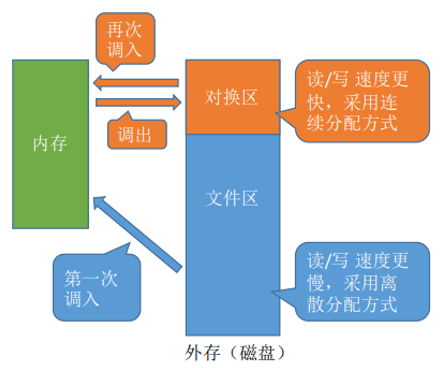 再次
调入
调出
内存
第一次
调入
对换区
文件区
读/写 速度更
快，采用连
续分配方式
读/写 速度更
慢，采用离
散分配方式
外存（磁盘）